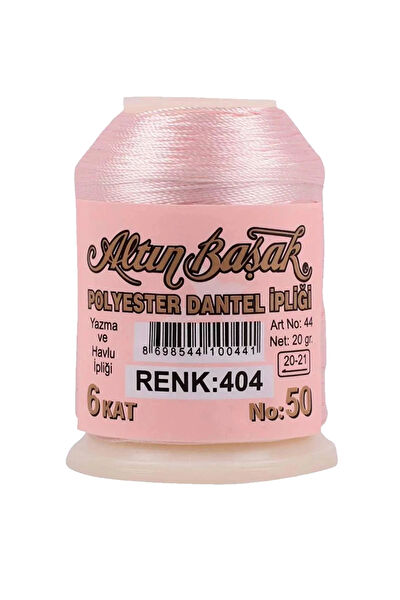 Altın Başak
POLYESTER DANTEL İPLİĞİ
Yazma
ve
Havlu
İpliği
8 698544 100441
Art No: 44
Net: 20 gr.
20-21
RENK:404
6 KAT
No:50